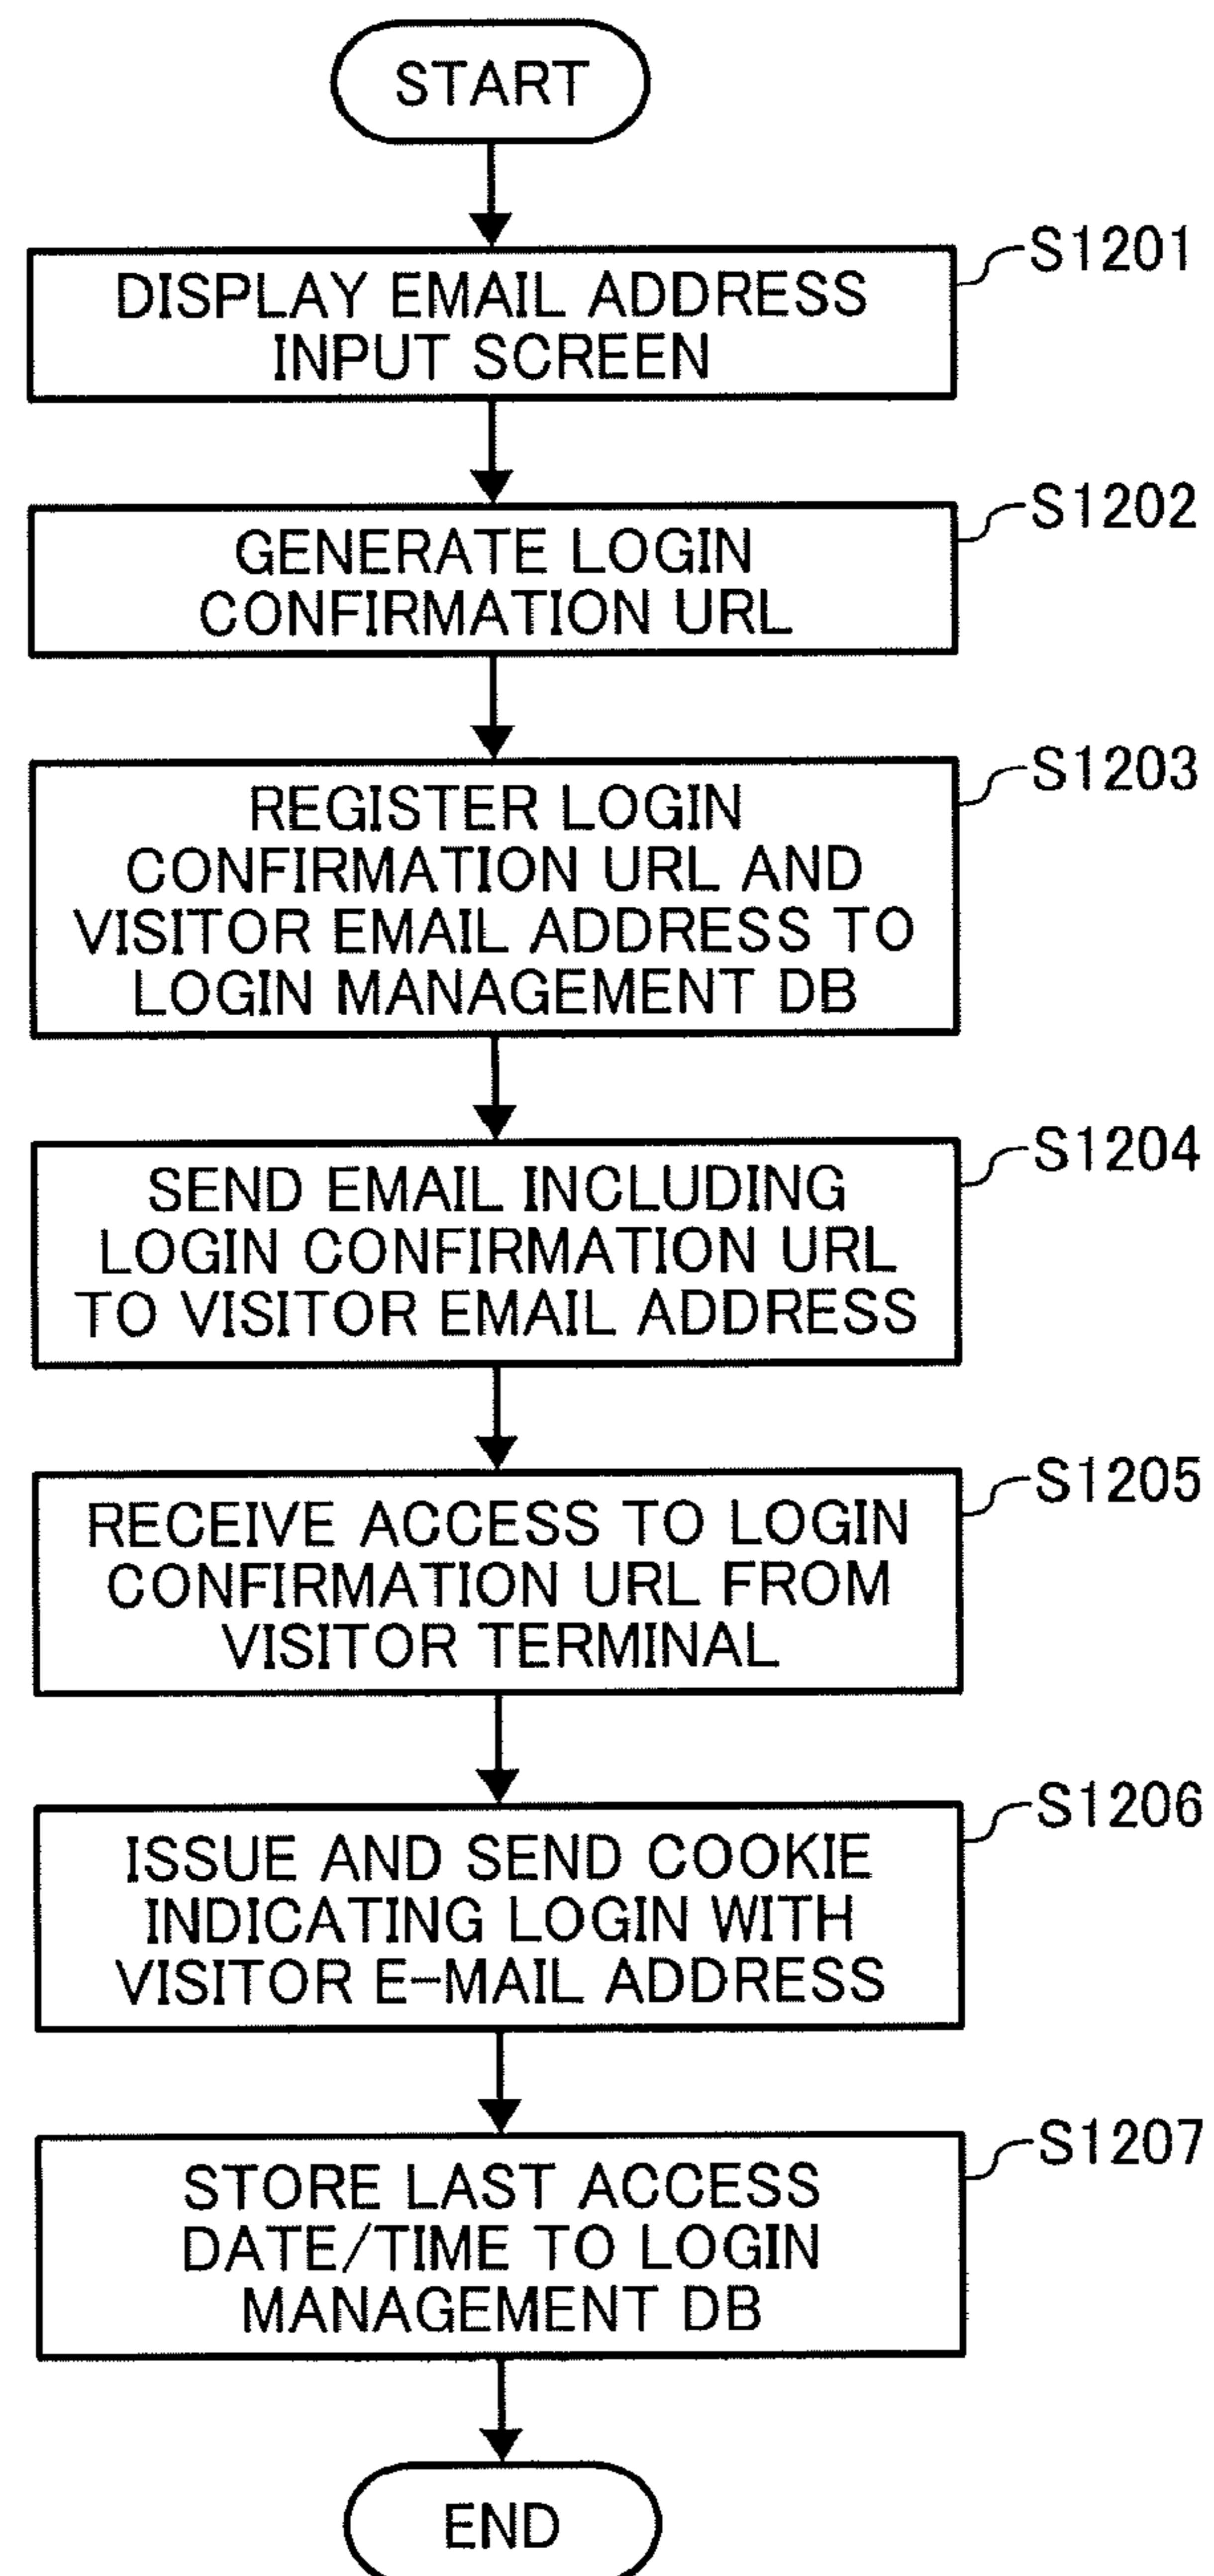 START
S1201
DISPLAY EMAIL ADDRESS
INPUT SCREEN
S1202
GENERATE LOGIN
CONFIRMATION URL
S1203
REGISTER LOGIN
CONFIRMATION URL AND
VISITOR EMAIL ADDRESS TO
LOGIN MANAGEMENT DB
S1204
SEND EMAIL INCLUDING
LOGIN CONFIRMATION URL
TO VISITOR EMAIL ADDRESS
S1205
RECEIVE ACCESS TO LOGIN
CONFIRMATION URL FROM
VISITOR TERMINAL
S1206
ISSUE AND SEND COOKIE
INDICATING LOGIN WITH
VISITOR E-MAIL ADDRESS
S1207
STORE LAST ACCESS
DATE/TIME TO LOGIN
MANAGEMENT DB
END